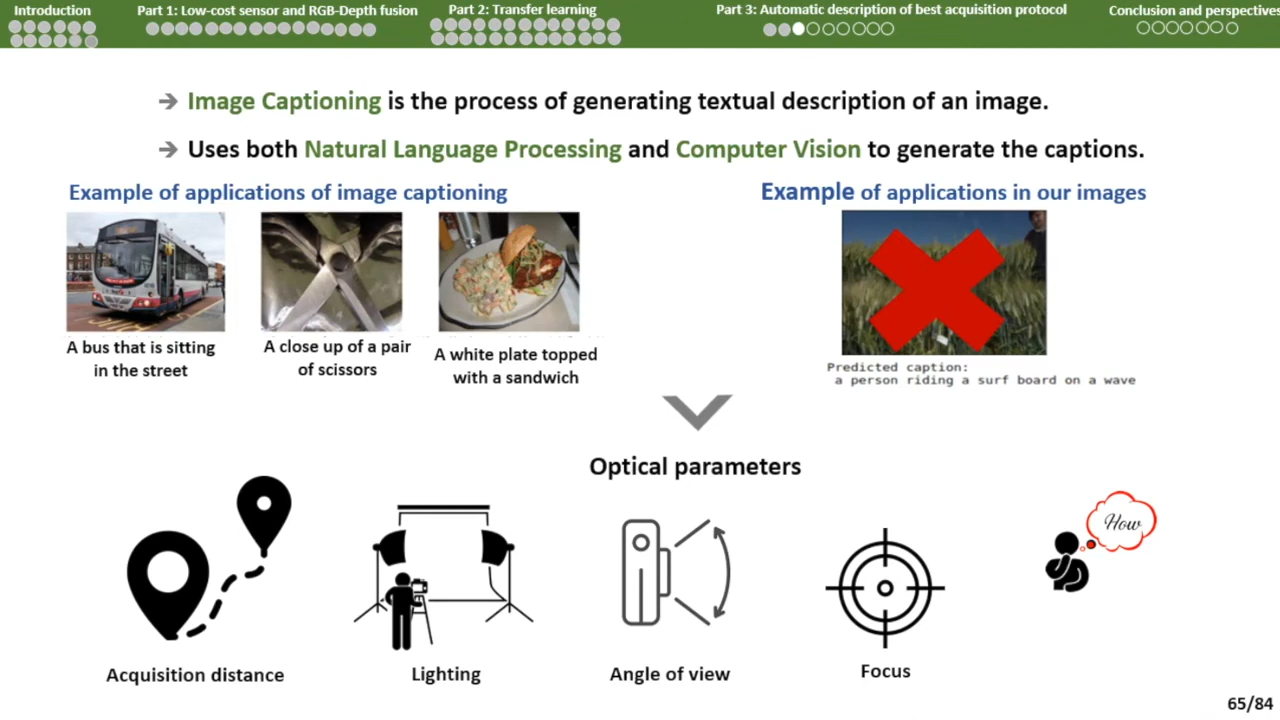 Introduction
Part 1: Low-cost sensor and RGB-Depth fusion
Part 2: Transfer learning
Part 3: Automatic description of best acquisition protocol
Conclusion and perspectives
→ Image Captioning is the process of generating textual description of an image.
→ Uses both Natural Language Processing and Computer Vision to generate the captions.
Example of applications of image captioning
Example of applications in our images
A bus that is sitting
in the street
A close up of a pair
of scissors
A white plate topped
with a sandwich
Predicted caption:
a person riding a surf board on a wave
Optical parameters
How
Acquisition distance
Lighting
Angle of view
Focus
65/84